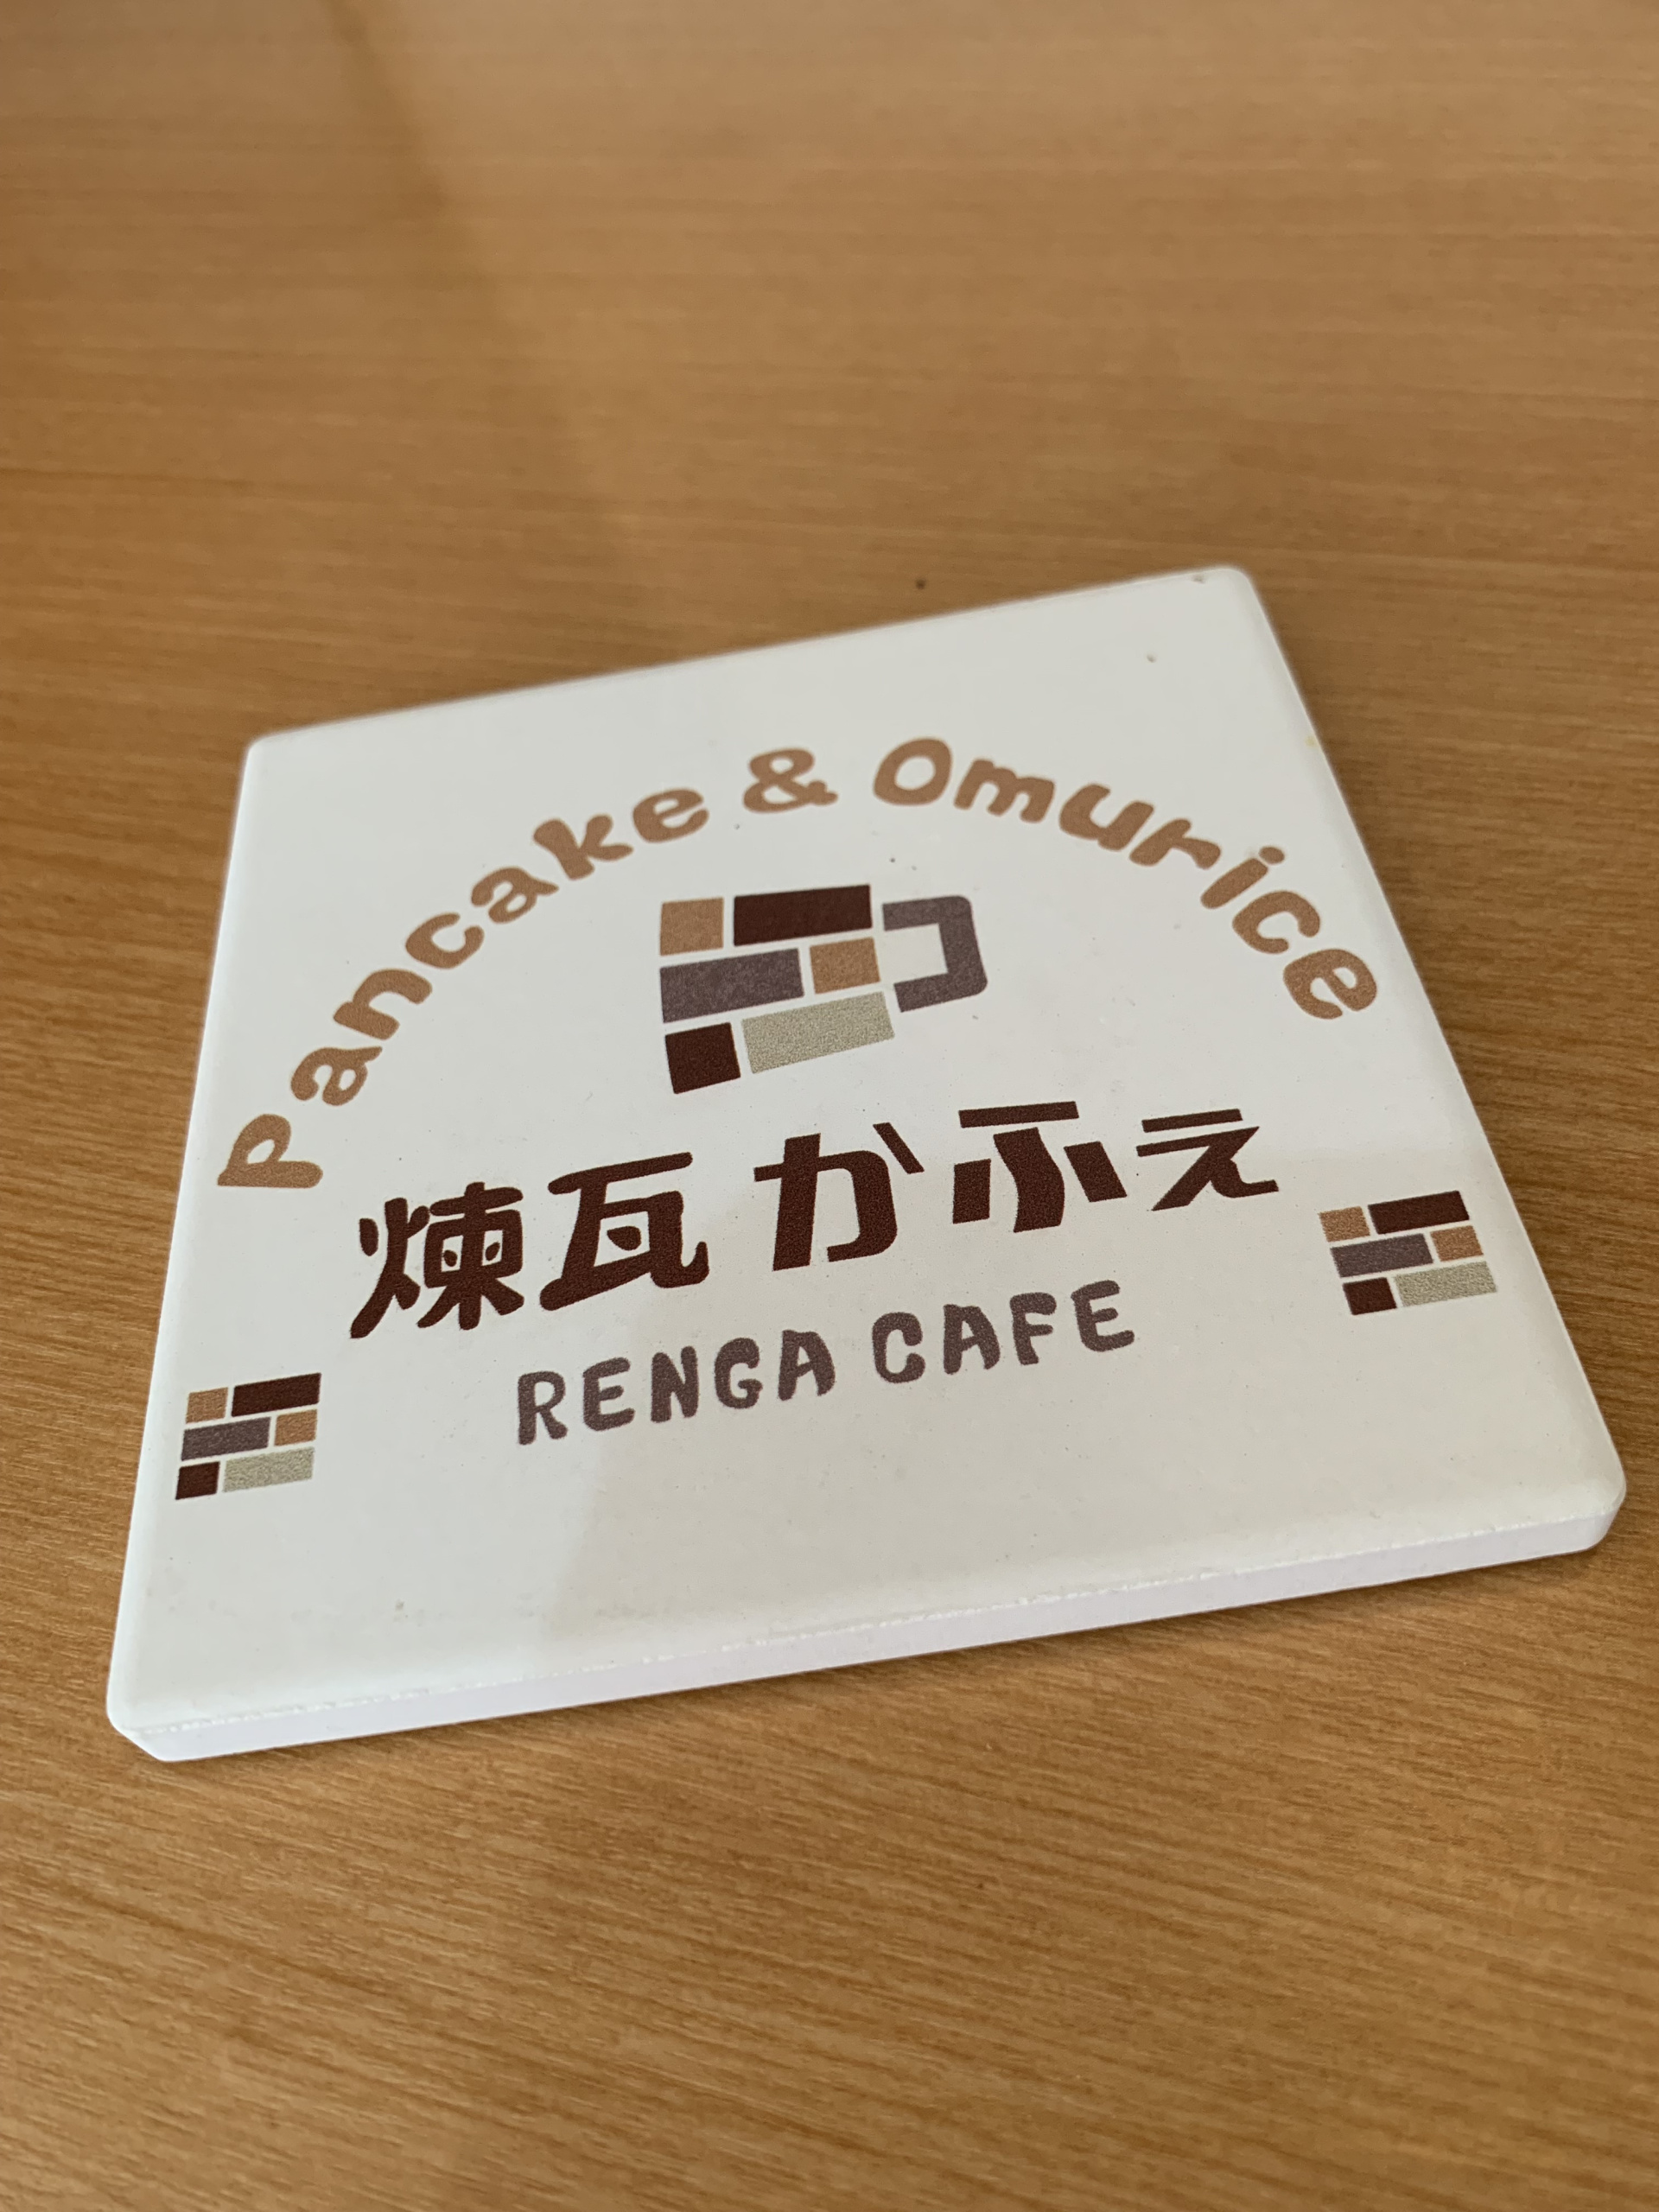 Pancake & Omurice
煉瓦かふぇ
RENGA CAFE